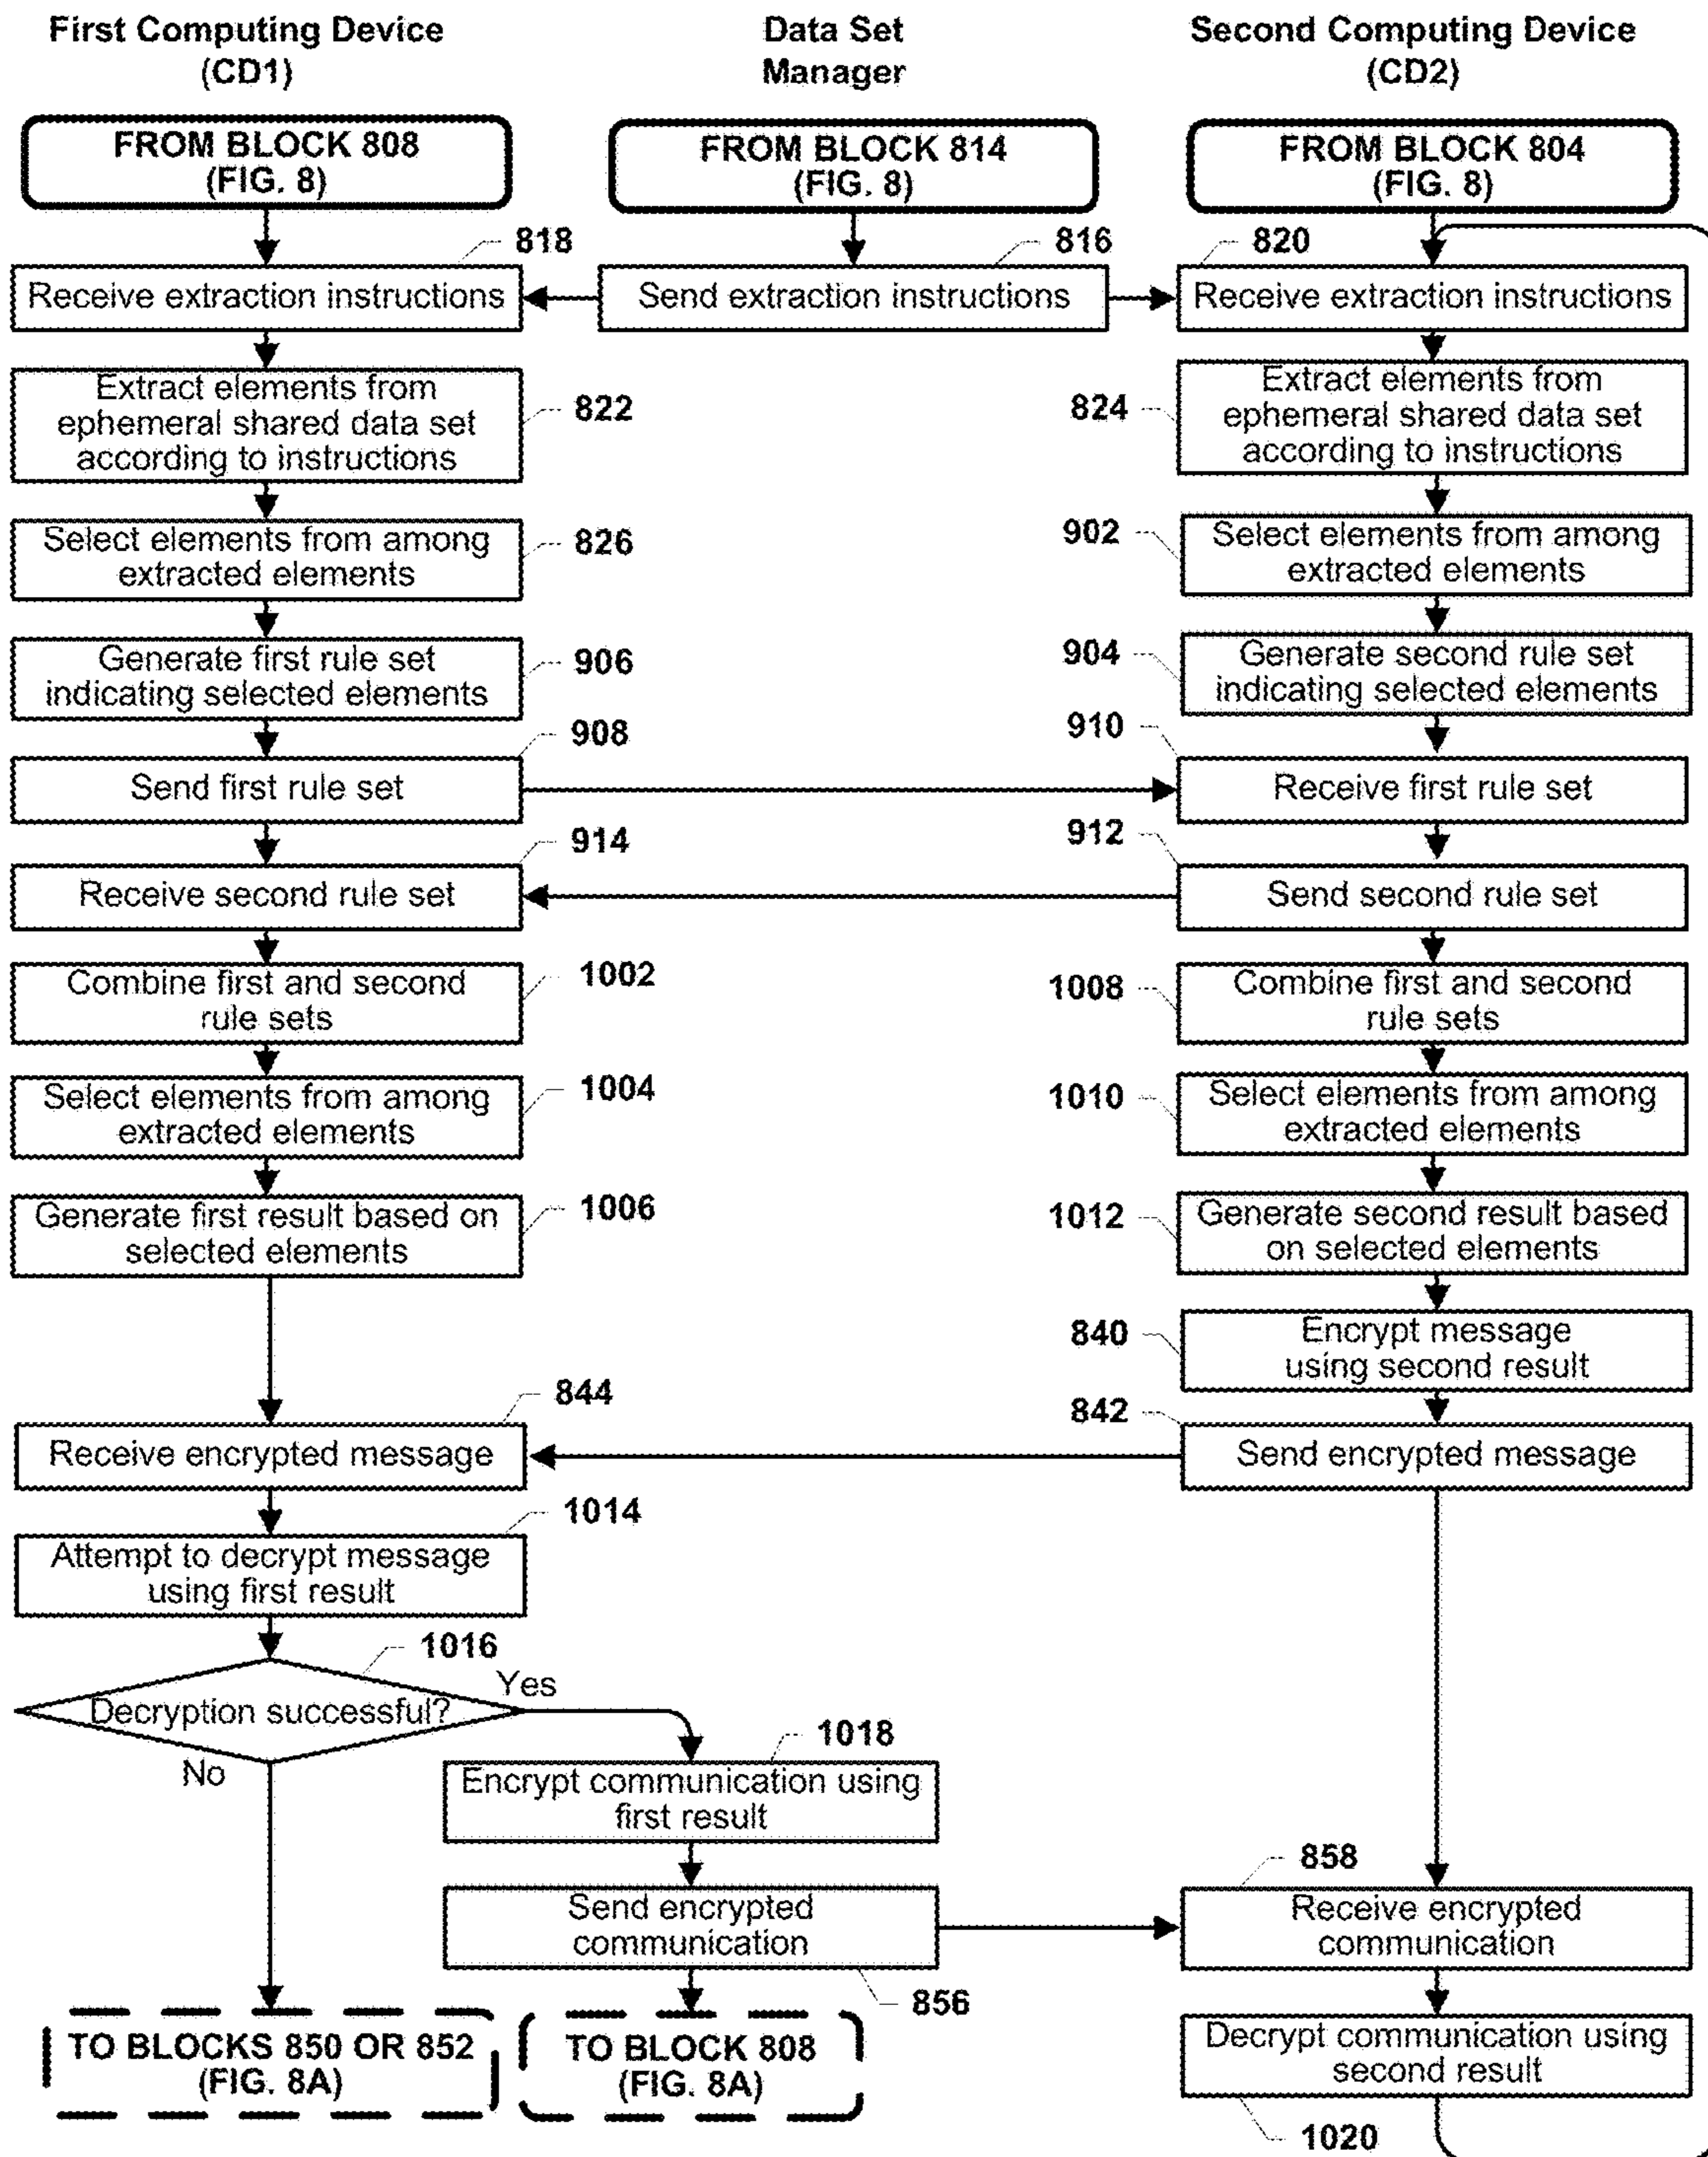 First Computing Device
(CD1)
Data Set
Manager
Second Computing Device
(CD2)
FROM BLOCK 808
(FIG. 8)
FROM BLOCK 814
(FIG. 8)
FROM BLOCK 804
(FIG. 8)
818
816
820
Receive extraction instructions
Send extraction instructions
Receive extraction instructions
Extract elements from
ephemeral shared data set
according to instructions
822
824
Extract elements from
ephemeral shared data set
according to instructions
Select elements from among
extracted elements
826
902
Select elements from among
extracted elements
Generate first rule set
indicating selected elements
906
904
Generate second rule set
indicating selected elements
908
910
Send first rule set
Receive first rule set
914
912
Receive second rule set
Send second rule set
Combine first and second
rule sets
1002
1008
Combine first and second
rule sets
Select elements from among
extracted elements
1004
1010
Select elements from among
extracted elements
Generate first result based on
selected elements
1006
1012
Generate second result based
on selected elements
840
Encrypt message
using second result
844
842
Receive encrypted message
Send encrypted message
1014
Attempt to decrypt message
using first result
1016
Decryption successful?
Yes
No
1018
Encrypt communication using
first result
858
Send encrypted
communication
856
Receive encrypted
communication
TO BLOCKS 850 OR 852
(FIG. 8A)
TO BLOCK 808
(FIG. 8A)
Decrypt communication using
second result
1020